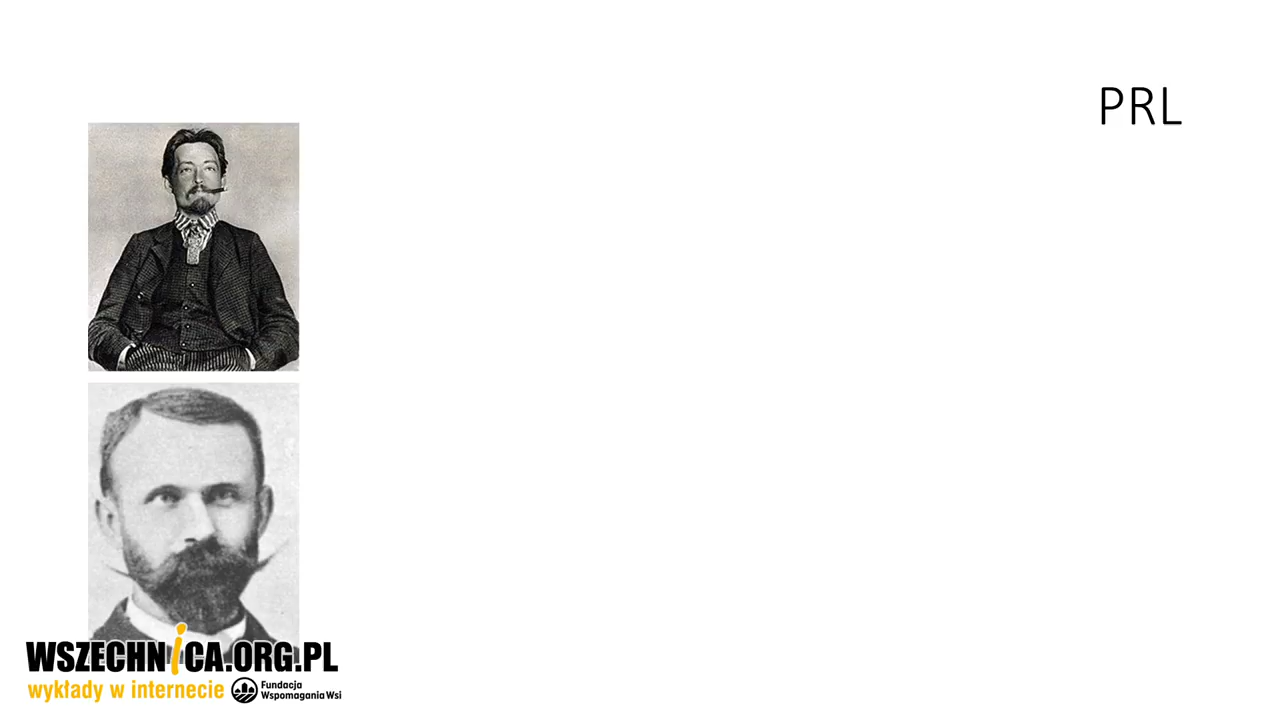 PRL
WSZECHNICA.ORG.PL
wykłady w internecie
Fundacja
Wspomagania Wsi